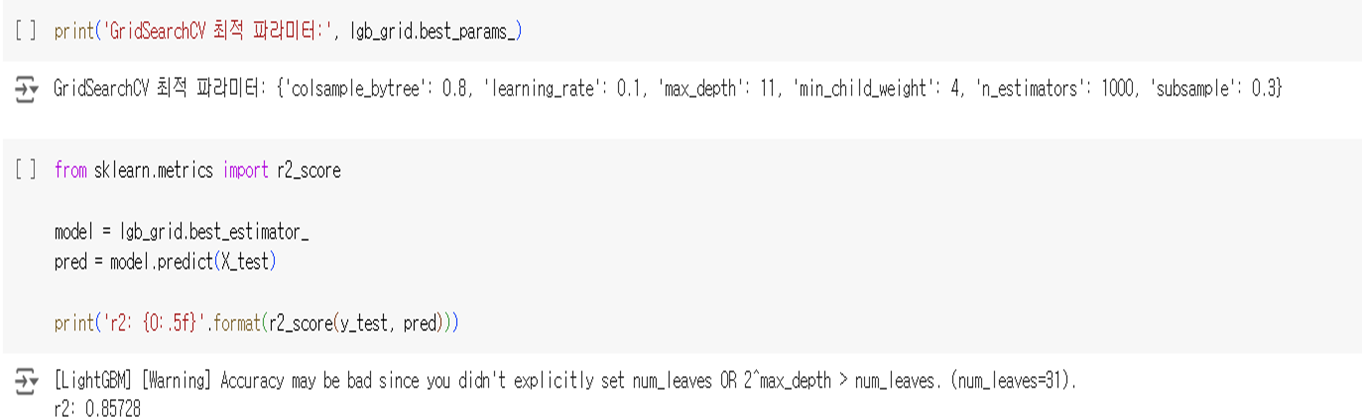 [ ] print('GridSearchCV 최적 파라미터:', lgb_grid.best_params_)
GridSearchCV 최적 파라미터: {'colsample_bytree': 0.8, 'learning_rate': 0.1, 'max_depth': 11, 'min_child_weight': 4, 'n_estimators': 1000, 'subsample': 0.3}
[ ] from sklearn.metrics import r2_score
model = lgb_grid.best_estimator_
pred = model.predict(X_test)
print('r2: {0:.5f}'.format(r2_score(y_test, pred)))
[LightGBM] [Warning] Accuracy may be bad since you didn't explicitly set num_leaves OR 2^max_depth > num_leaves. (num_leaves=31).
r2: 0.85728